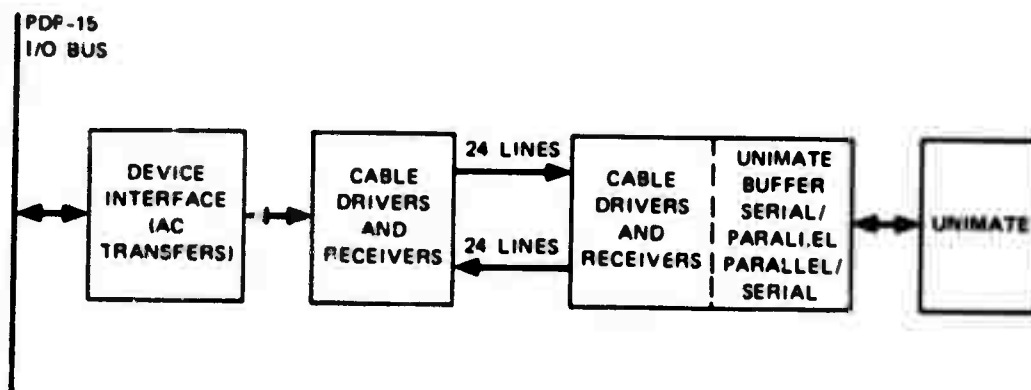 PDP-15
I/O BUS
DEVICE
INTERFACE
(AC
TRANSFERS)
CABLE
DRIVERS
AND
RECEIVERS
24 LINES
24 LINES
CABLE
DRIVERS
AND
RECEIVERS
UNIMATE
BUFFER
SERIAL/
PARALLEL
PARALLEL/
SERIAL
UNIMATE